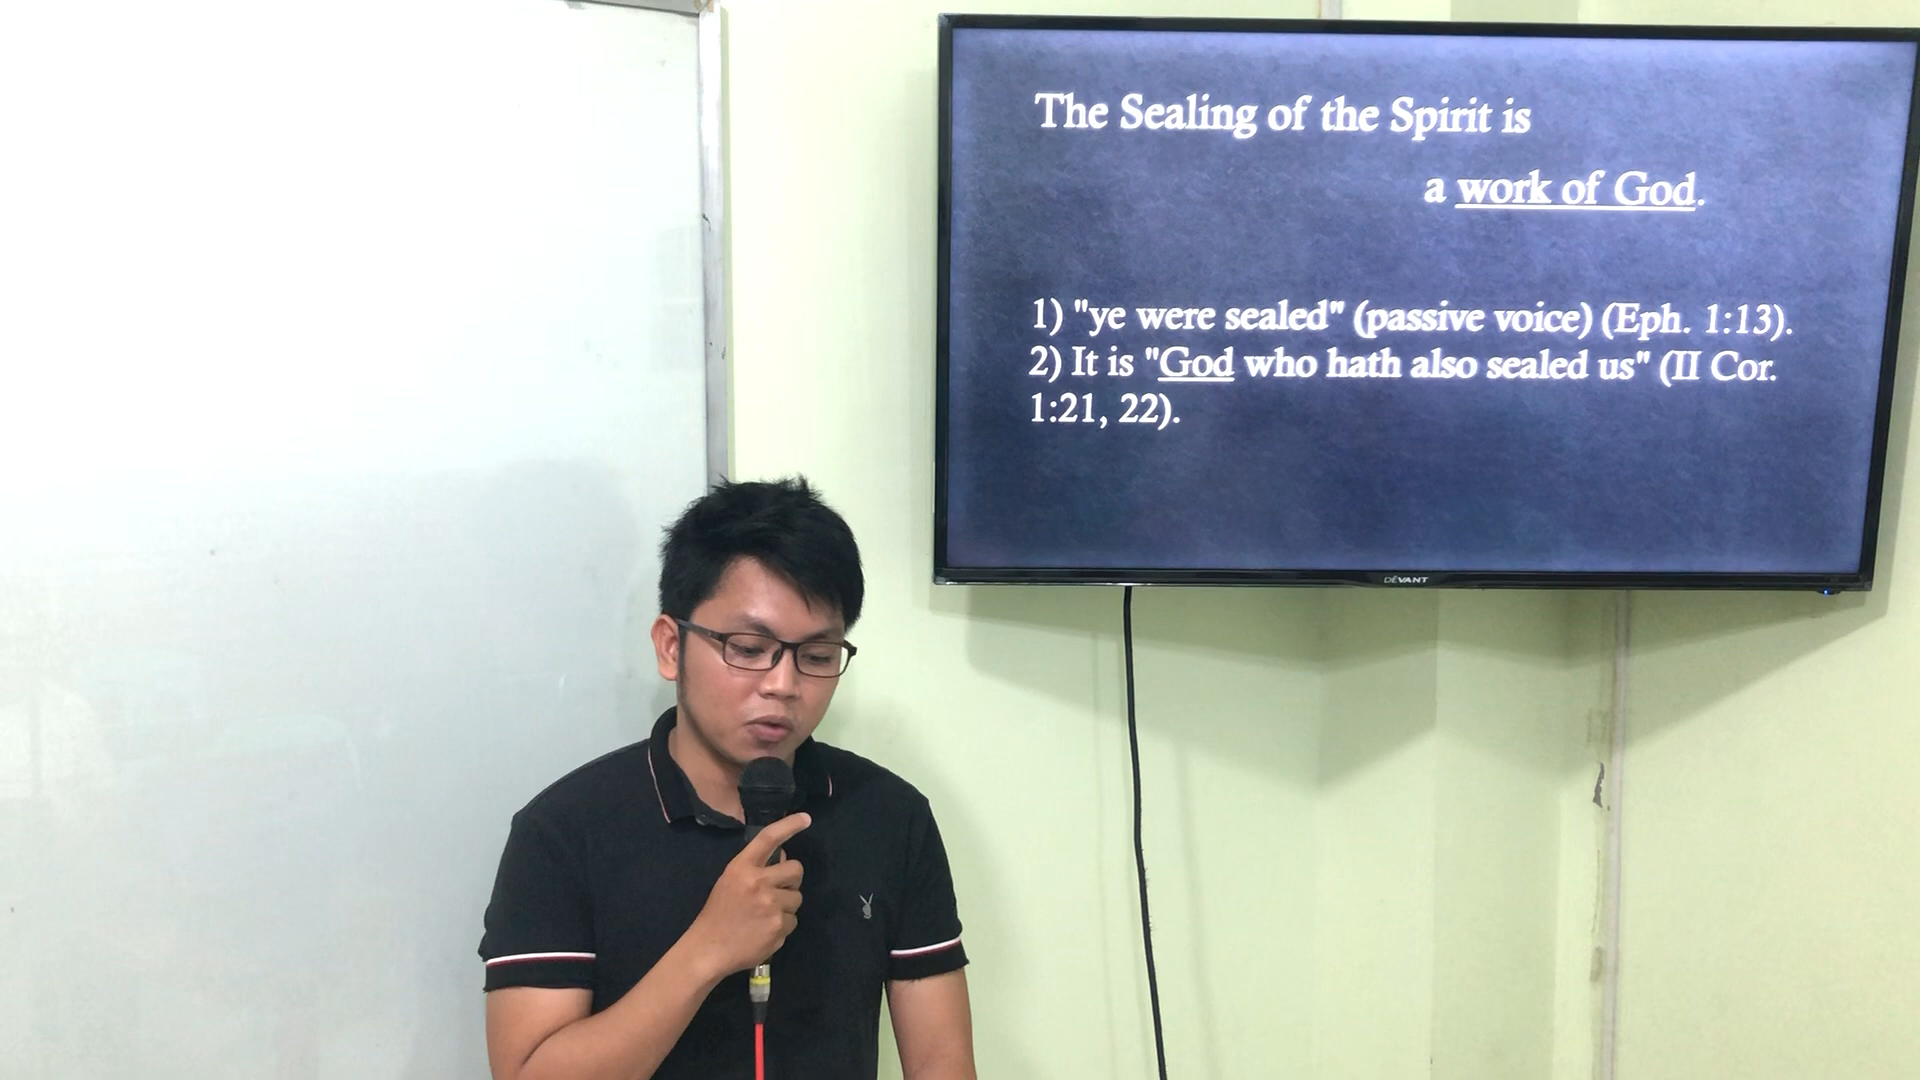 The Sealing of the Spirit is
a work of God.
1) "ye were sealed" (passive voice) (Eph. 1:13).
2) It is "God who hath also sealed us" (II Cor.
1:21, 22).
DEVANT